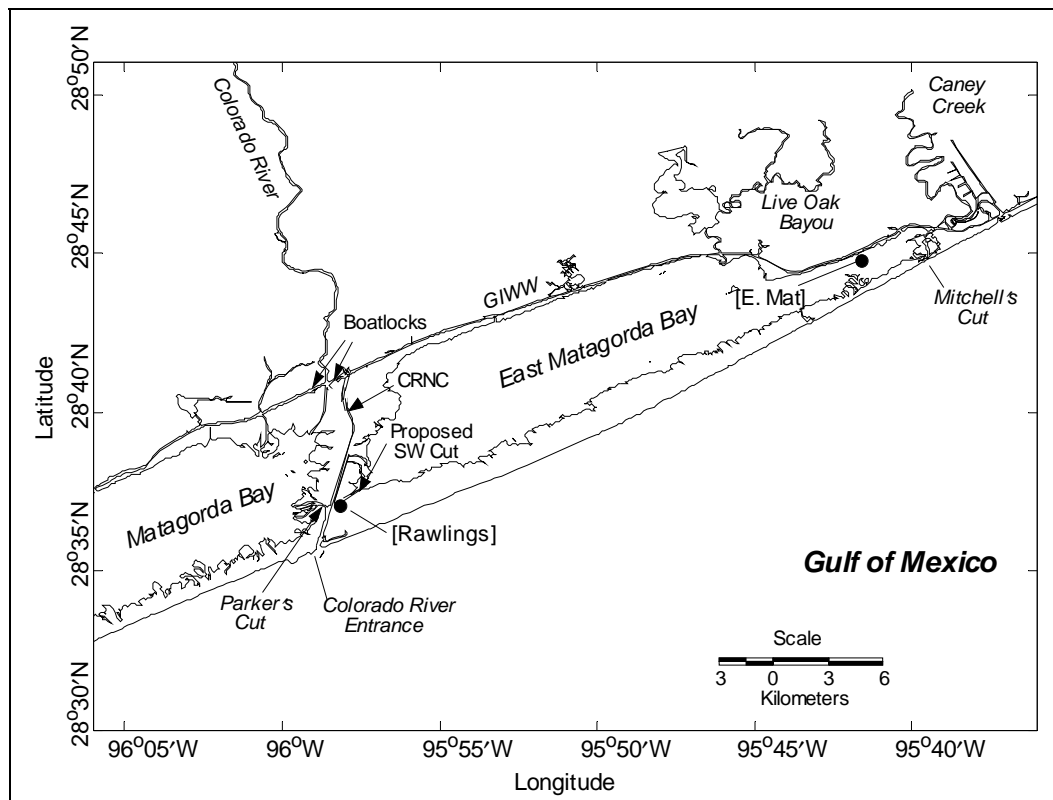 28°50′N
28°45′N
28°40′N
28°35′N
28°30′N
Latitude
Colorado River
Caney
Creek
Live Oak
Bayou
GIWW
[E. Mat]
Mitchell′s
Cut
Boatlocks
East Matagorda Bay
CRNC
Proposed
SW Cut
Matagorda Bay
[Rawlings]
Gulf of Mexico
Parker′s
Cut
Colorado River
Entrance
Scale
3 0 3 6
Kilometers
96°05′W 96°W 95°55′W 95°50′W 95°45′W 95°40′W
Longitude